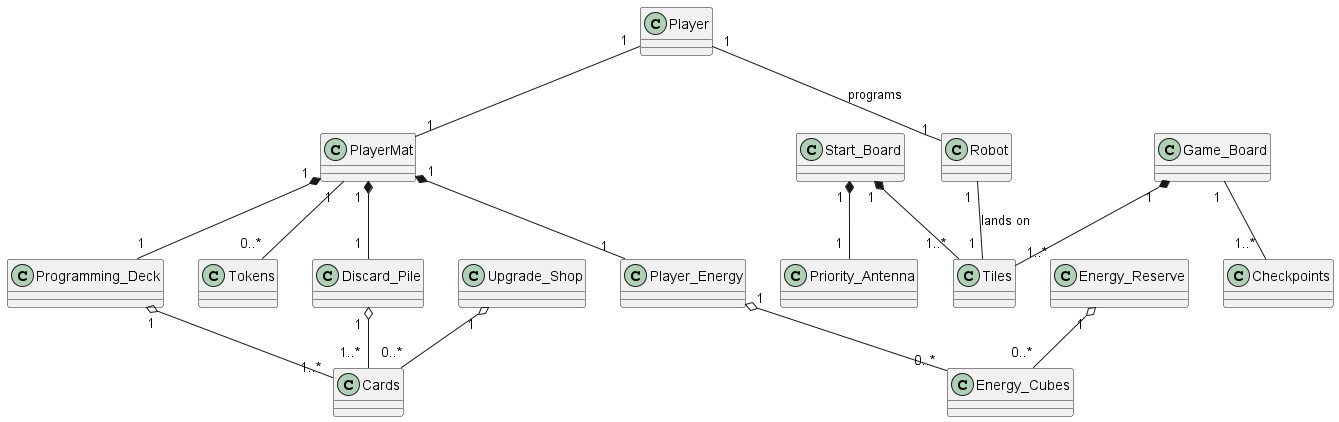 C Player
1
1
programs
1
1
C PlayerMat
C Start_Board
C Robot
C Game_Board
1
1
1
1
1
1
1
1
1
lands on
1
0..*
1
1
1
1..*
1
1..*
1..*
C Programming_Deck
C Tokens
C Discard_Pile
C Upgrade_Shop
C Player_Energy
C Priority_Antenna
C Tiles
C Energy_Reserve
C Checkpoints
1
1
1
1
1
1..*
1..*
0..*
0..*
0..*
C Cards
C Energy_Cubes